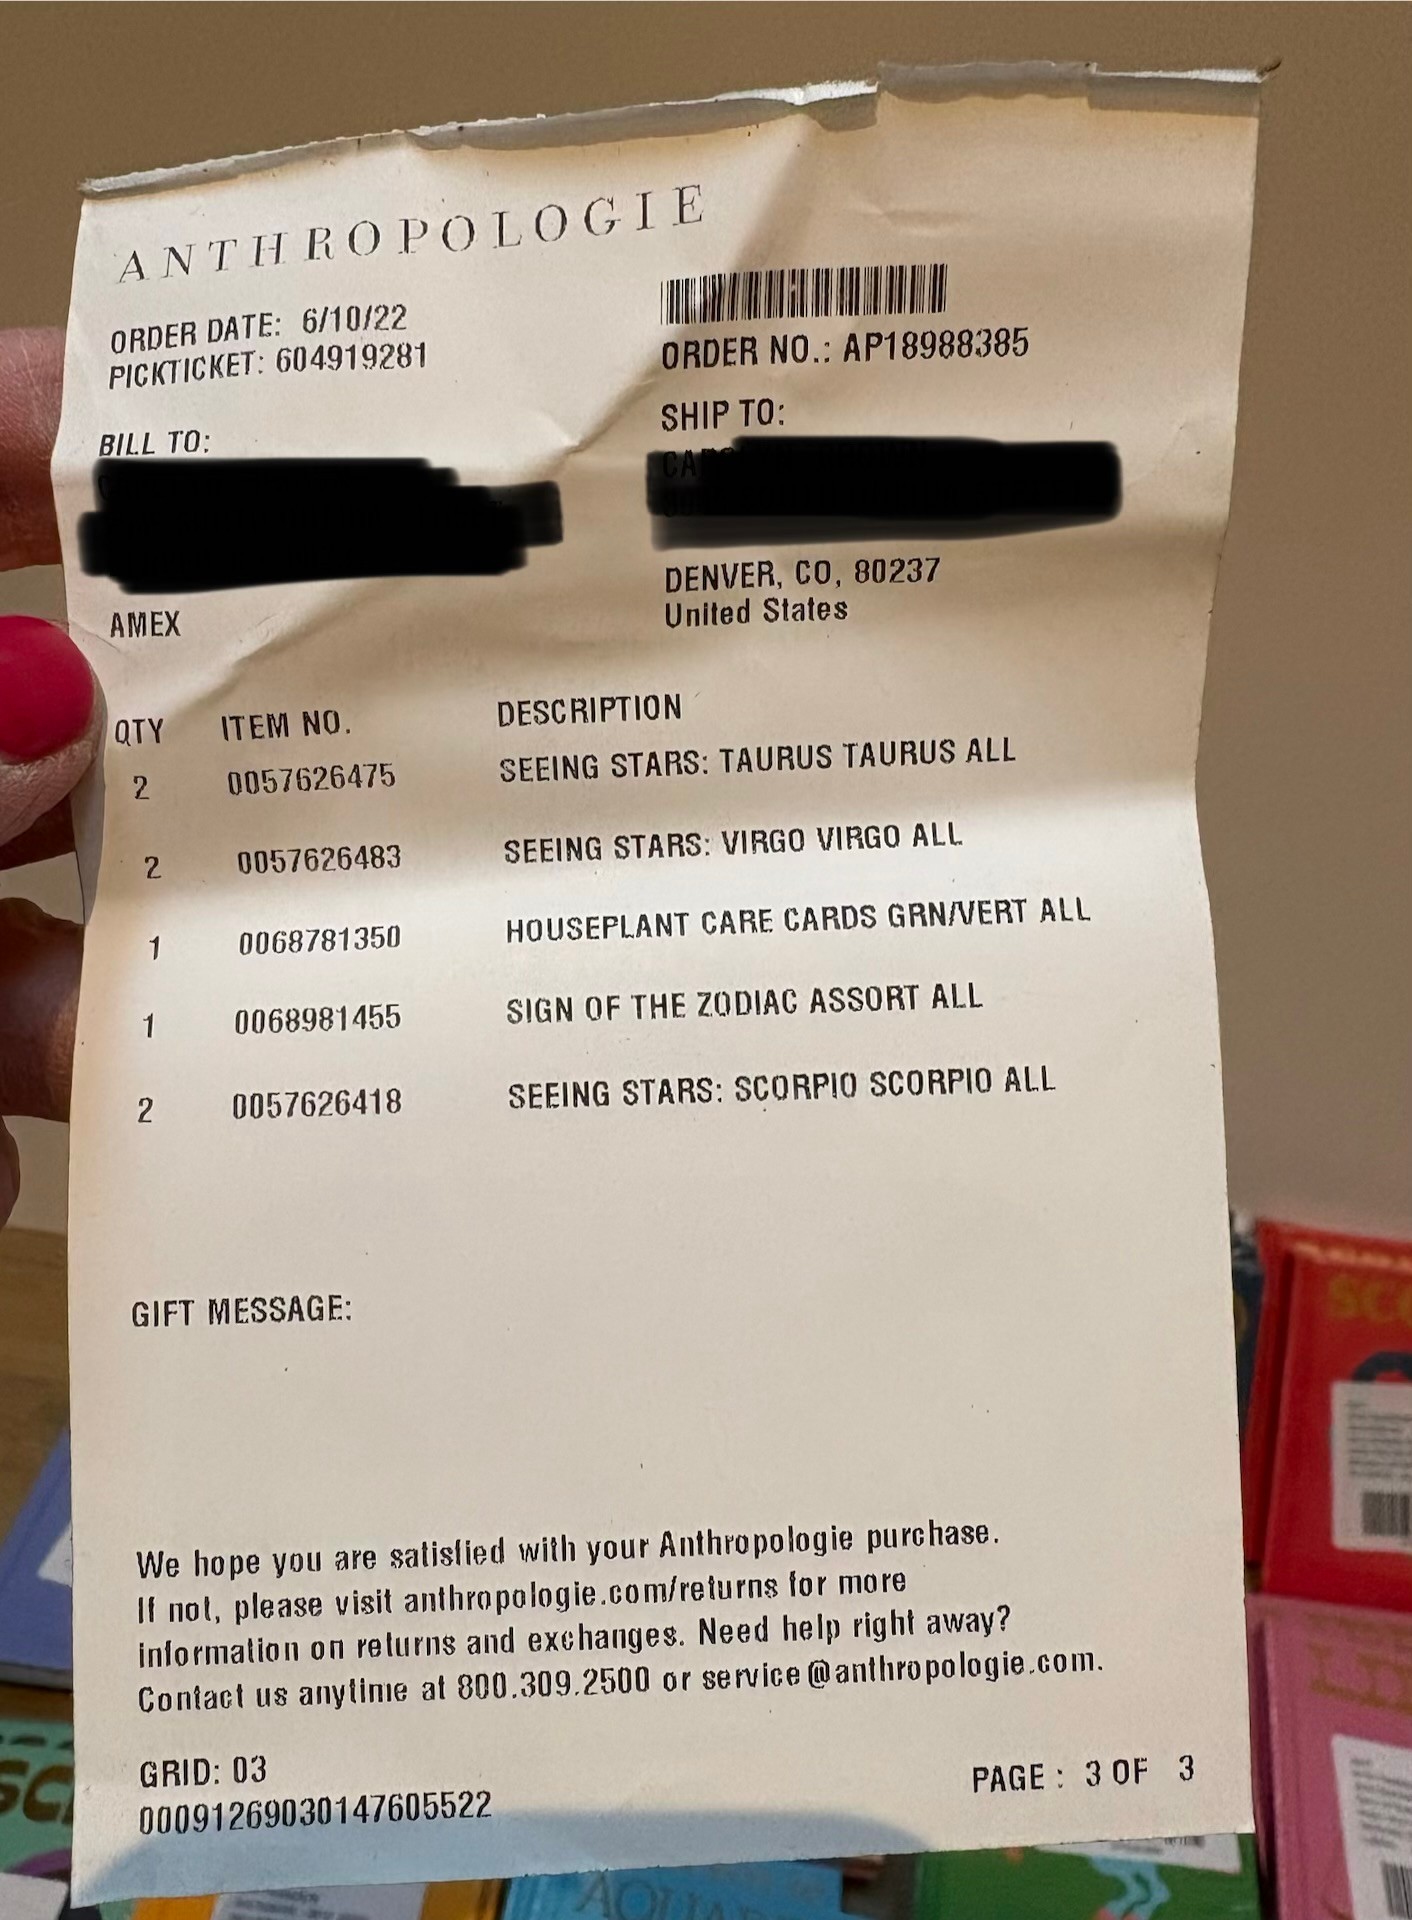 ANTHROPOLOGIE
ORDER DATE: 6/10/22
PICKTICKET: 604919281
ORDER NO.: AP18988385
BILL TO:
AMEX
SHIP TO:
CA
DENVER, CO, 80237
United States
QTY ITEM NO. DESCRIPTION
2 0057626475 SEEING STARS: TAURUS TAURUS ALL
2 0057626483 SEEING STARS: VIRGO VIRGO ALL
1 0068781350 HOUSEPLANT CARE CARDS GRN/VERT ALL
1 0068981455 SIGN OF THE ZODIAC ASSORT ALL
2 0057626418 SEEING STARS: SCORPIO SCORPIO ALL
GIFT MESSAGE:
We hope you are satisfied with your Anthropologie purchase.
If not, please visit anthropologie.com/returns for more
information on returns and exchanges. Need help right away?
Contact us anytime at 800.309.2500 or service@anthropologie.com.
GRID: 03
00091269030147605522
PAGE : 3 OF 3
SC
SC
AQUAR